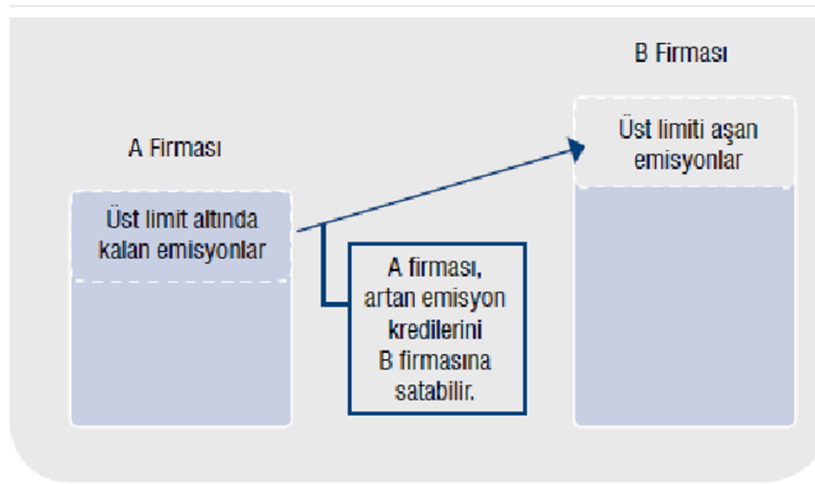 B Firması
A Firması
Üst limiti aşan
emisyonlar
Üst limit altında
kalan emisyonlar
A firması,
artan emisyon
kredilerini
B firmasına
satabilir.